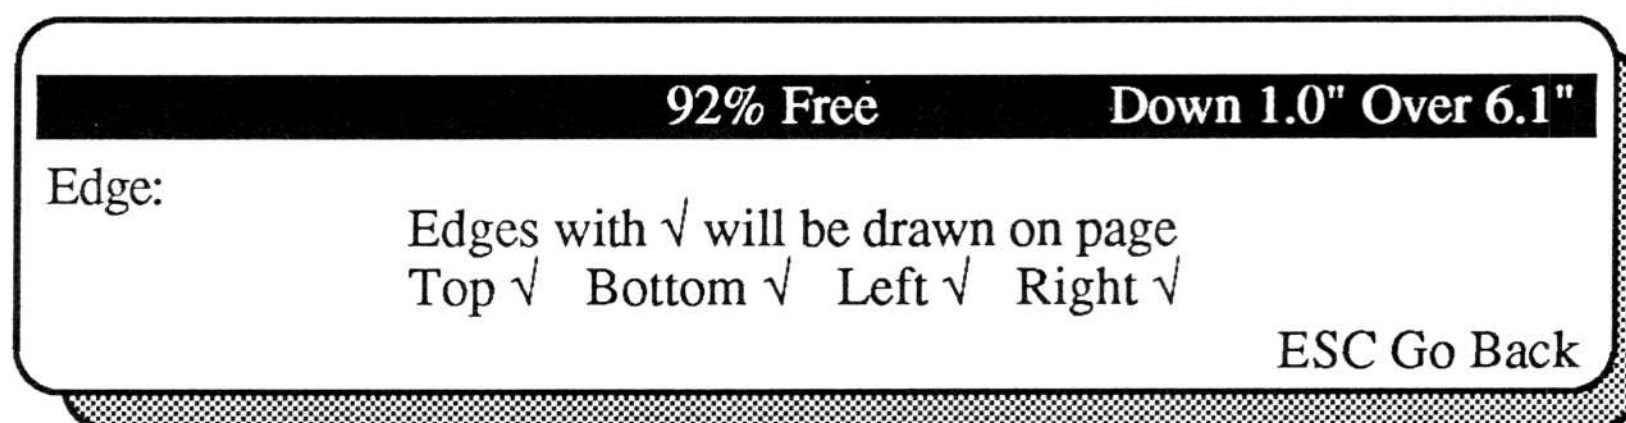 92% Free Down 1.0" Over 6.1"
Edge:
Edges with √ will be drawn on page
Top √ Bottom √ Left √ Right √
ESC Go Back